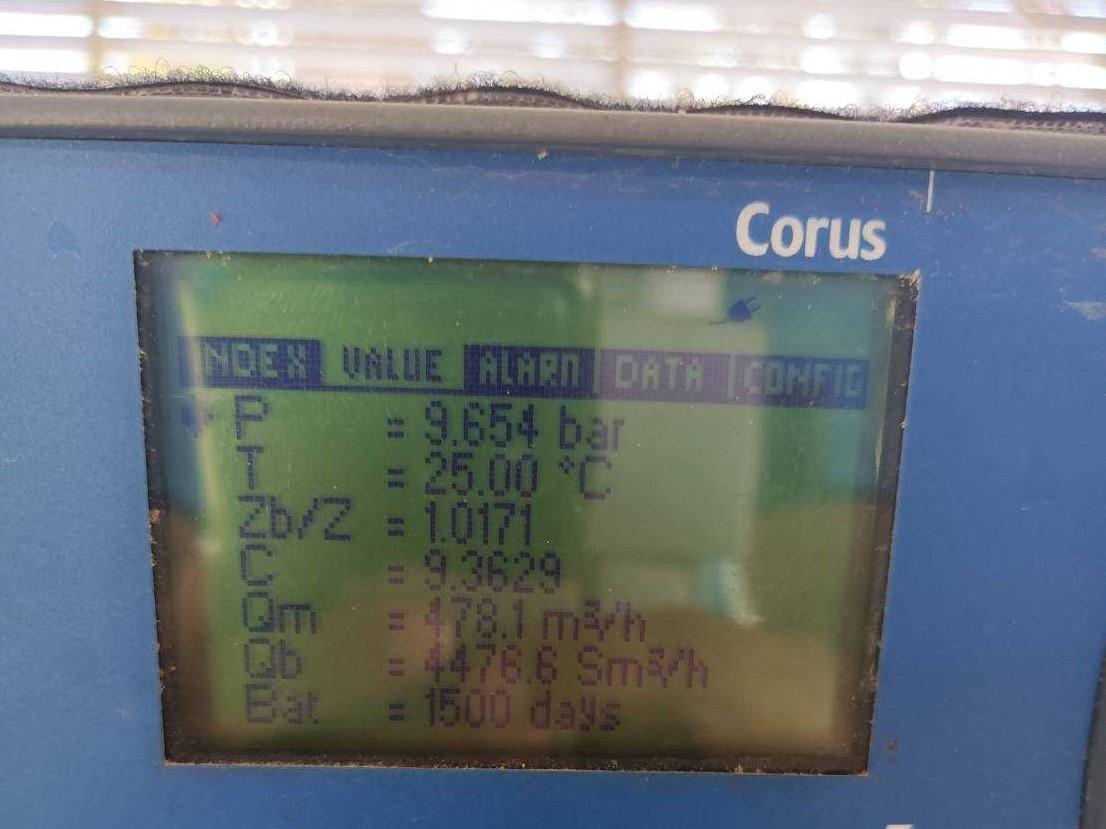 Corus
INDEX VALUE ALARM DATA CONFIG
P = 9.654 bar
T = 25.00 °C
Zb/Z = 1.0171
C = 9.3629
Qm = 478.1 m³/h
Qb = 4476.6 Sm³/h
Bat = 1500 days